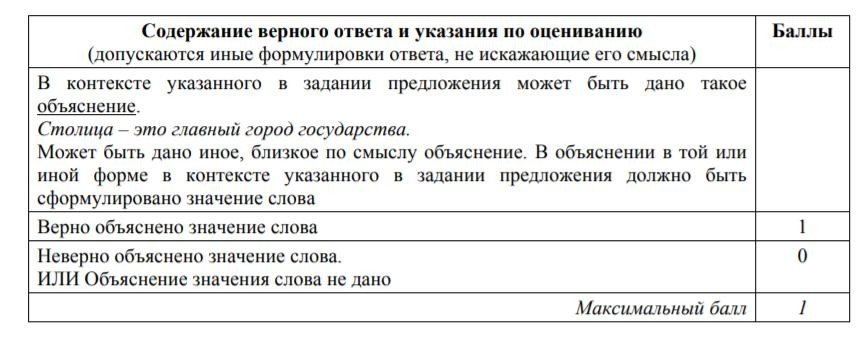 Содержание верного ответа и указания по оцениванию
(допускаются иные формулировки ответа, не искажающие его смысла)
Баллы
В контексте указанного в задании предложения может быть дано такое
объяснение.
Столица – это главный город государства.
Может быть дано иное, близкое по смыслу объяснение. В объяснении в той или
иной форме в контексте указанного в задании предложения должно быть
сформулировано значение слова
Верно объяснено значение слова
1
Неверно объяснено значение слова.
0
ИЛИ Объяснение значения слова не дано
Максимальный балл
1